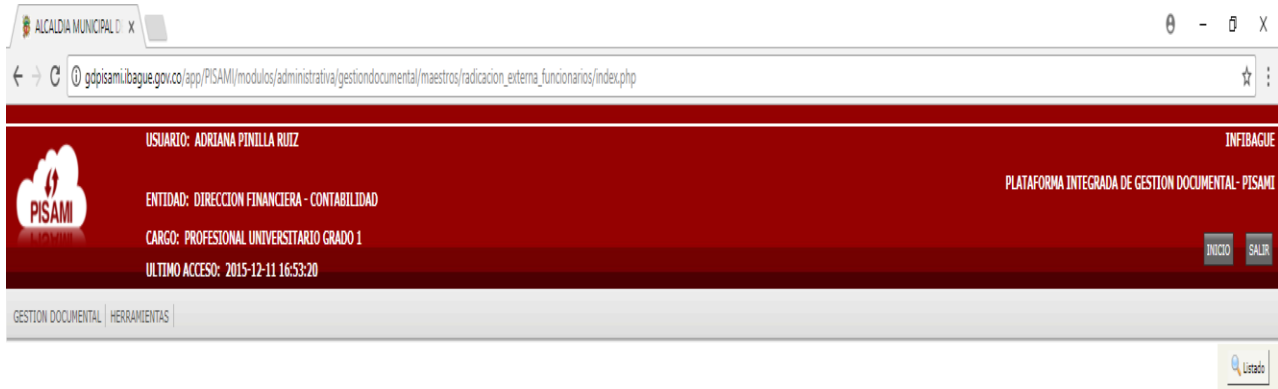 ALCALDIA MUNICIPAL D
gdpisami.ibague.gov.co/app/PISAMI/modulos/administrativa/gestiondocumental/maestros/radicacion_externa_funcionarios/index.php
USUARIO: ADRIANA PINILLA RUIZ
INFIBAGUE
PLATAFORMA INTEGRADA DE GESTION DOCUMENTAL- PISAMI
PISAMI
ENTIDAD: DIRECCION FINANCIERA - CONTABILIDAD
CARGO: PROFESIONAL UNIVERSITARIO GRADO 1
INICIO SALIR
ULTIMO ACCESO: 2015-12-11 16:53:20
GESTION DOCUMENTAL HERRAMIENTAS
Listado